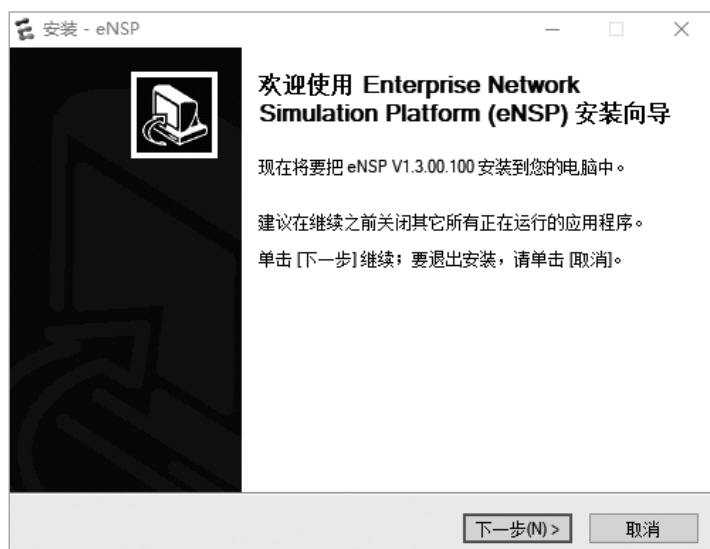 安装 - eNSP
欢迎使用 Enterprise Network
Simulation Platform (eNSP) 安装向导
现在将要把 eNSP V1.3.00.100 安装到您的电脑中。
建议在继续之前关闭其它所有正在运行的应用程序。
单击 [下一步] 继续；要退出安装，请单击 [取消]。
下一步(N) > 取消